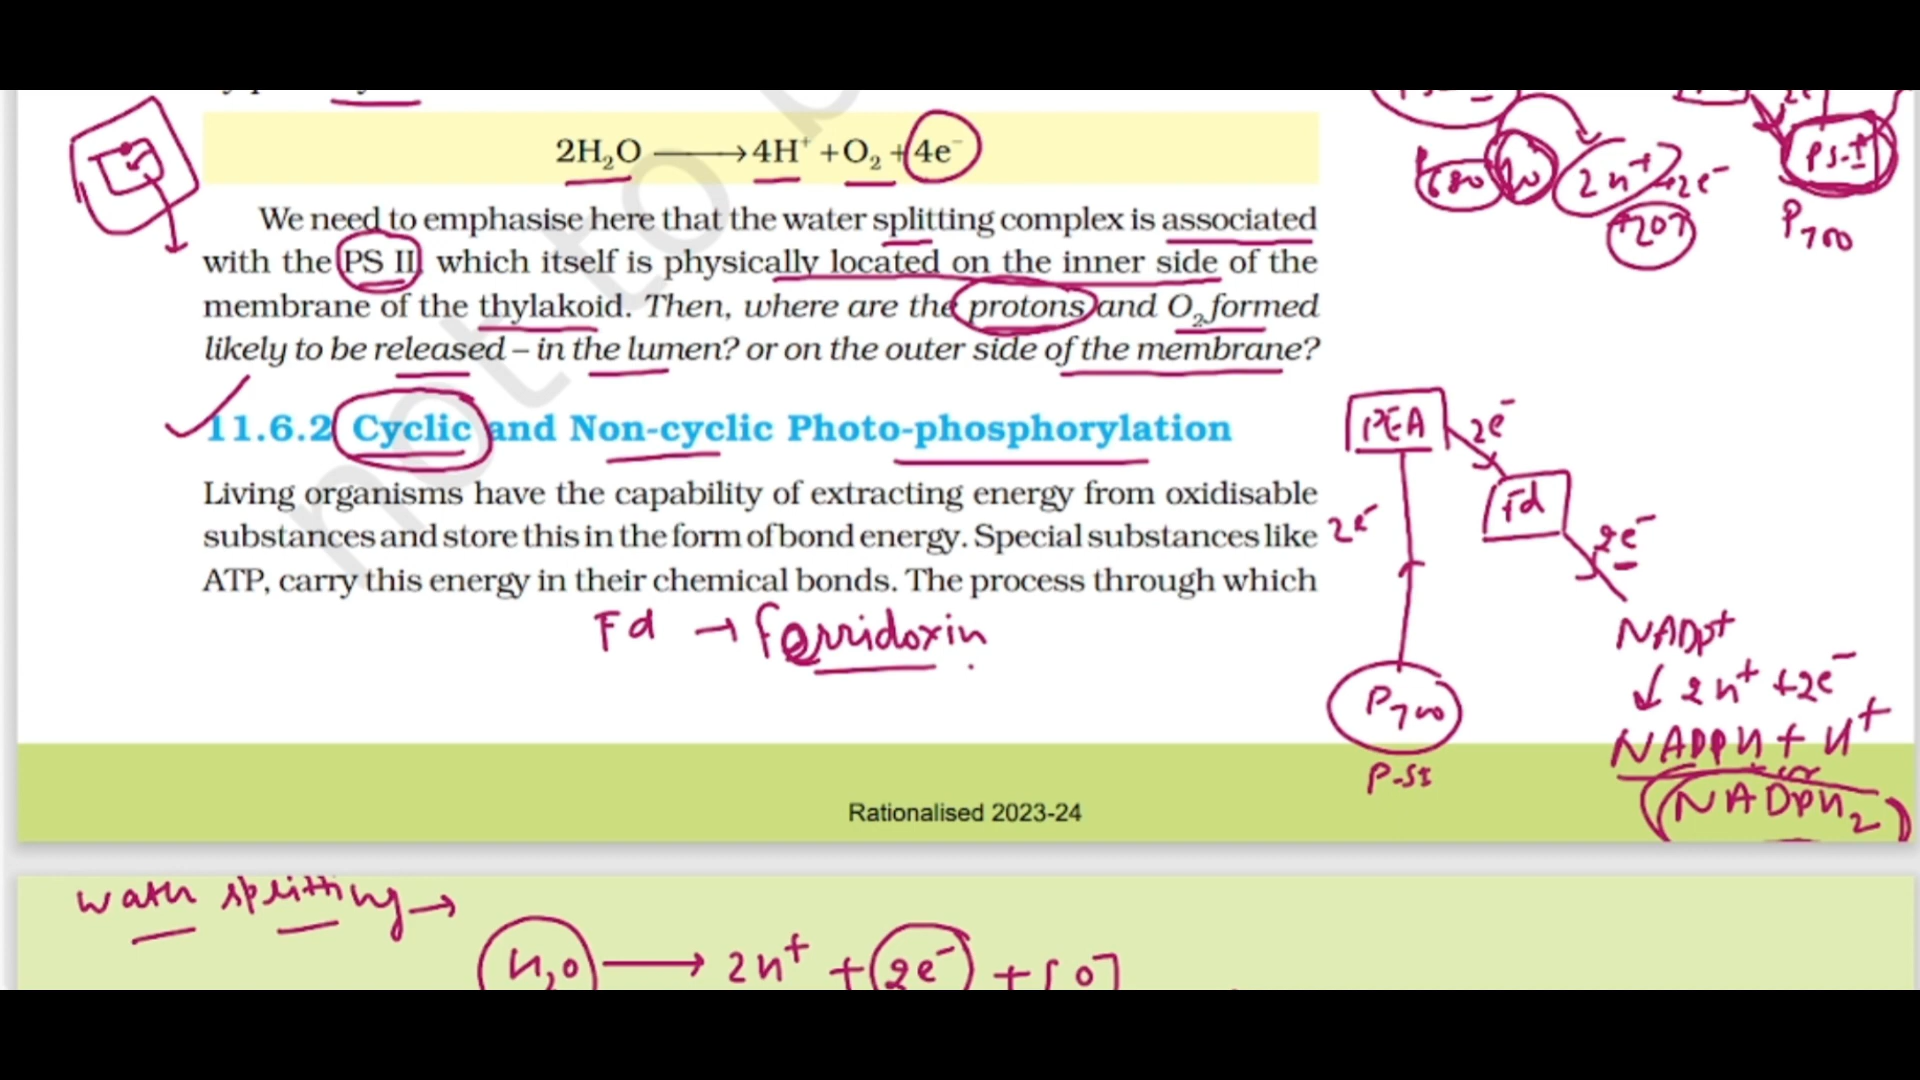 2H₂O ⟶ 4H⁺ + O₂ + 4e⁻
We need to emphasise here that the water splitting complex is associated
with the PS II, which itself is physically located on the inner side of the
membrane of the thylakoid. Then, where are the protons and O₂ formed
likely to be released – in the lumen? or on the outer side of the membrane?
11.6.2 Cyclic and Non-cyclic Photo-phosphorylation
Living organisms have the capability of extracting energy from oxidisable
substances and store this in the form of bond energy. Special substances like
ATP, carry this energy in their chemical bonds. The process through which
Fd → ferridoxin
Rationalised 2023-24
680
2H⁺ + 2e⁻
PS-I
P700
PEA
2e⁻
Fd
2e⁻
2e⁻
NADP⁺
↓ 2H⁺ + 2e⁻
NADPH + H⁺
or
NADPH₂
P700
P-SI
water splitting →
H₂O ⟶ 2H⁺ + 2e⁻ + [O]